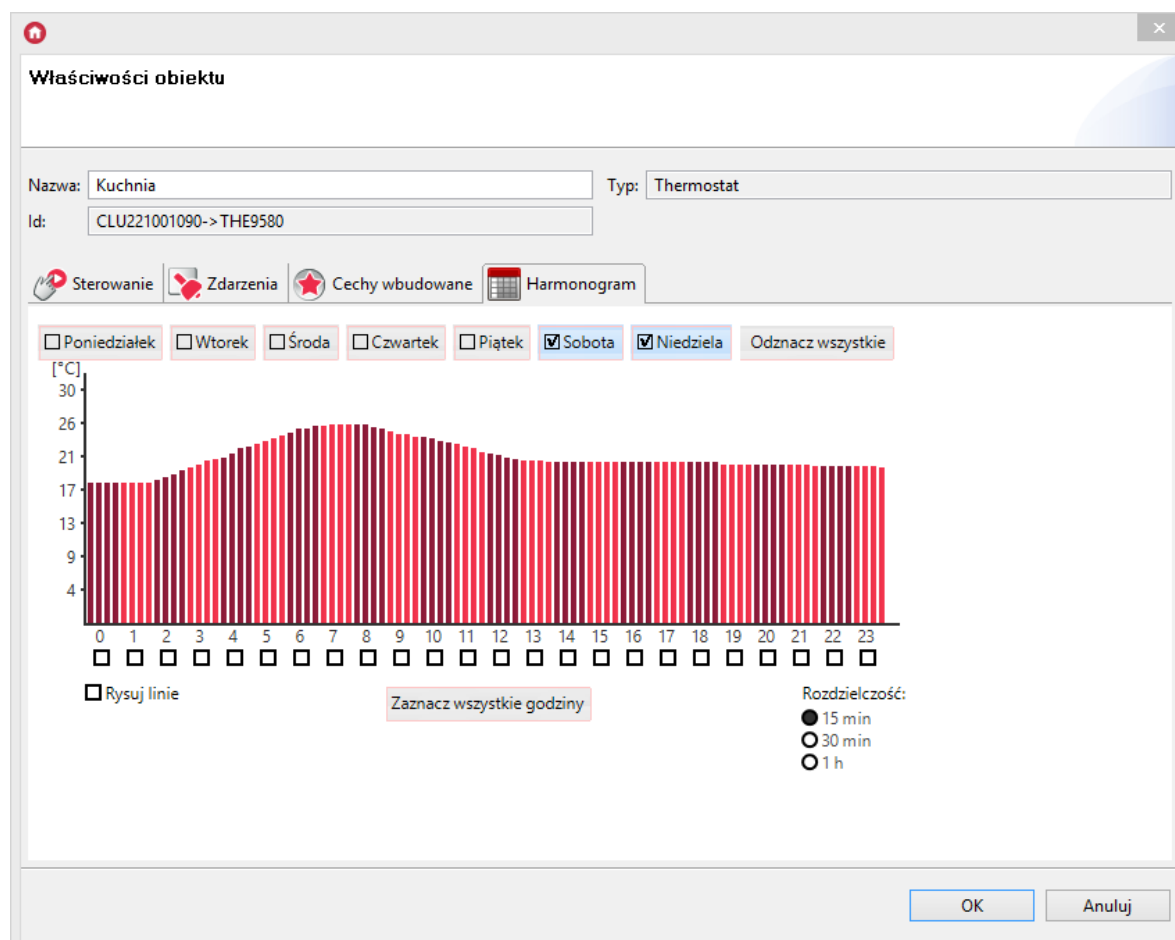 Właściwości obiektu
Nazwa: Kuchnia Typ: Thermostat
Id: CLU221001090->THE9580
Sterowanie Zdarzenia Cechy wbudowane Harmonogram
Poniedziałek Wtorek Środa Czwartek Piątek Sobota Niedziela Odznacz wszystkie
[°C]
30
26
21
17
13
9
4
0 1 2 3 4 5 6 7 8 9 10 11 12 13 14 15 16 17 18 19 20 21 22 23
Rysuj linie Zaznacz wszystkie godziny Rozdzielczość:
15 min
30 min
1 h
OK Anuluj